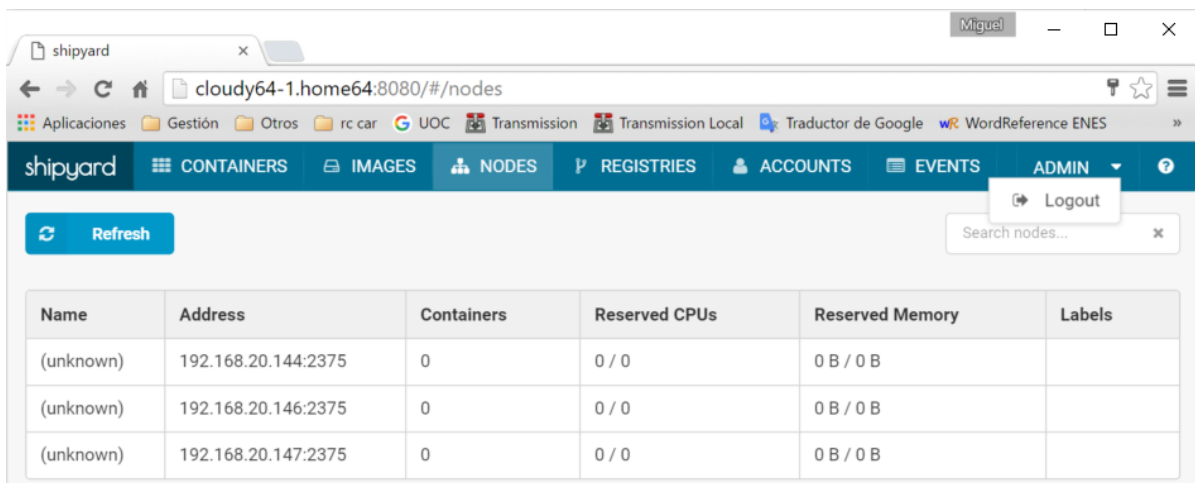 Miguel
shipyard
cloudy64-1.home64:8080/#/nodes
Aplicaciones Gestión Otros rc car UOC Transmission Transmission Local Traductor de Google WordReference ENES »
shipyard CONTAINERS IMAGES NODES REGISTRIES ACCOUNTS EVENTS ADMIN
Logout
Refresh Search nodes...
Name Address Containers Reserved CPUs Reserved Memory Labels
(unknown) 192.168.20.144:2375 0 0 / 0 0 B / 0 B
(unknown) 192.168.20.146:2375 0 0 / 0 0 B / 0 B
(unknown) 192.168.20.147:2375 0 0 / 0 0 B / 0 B